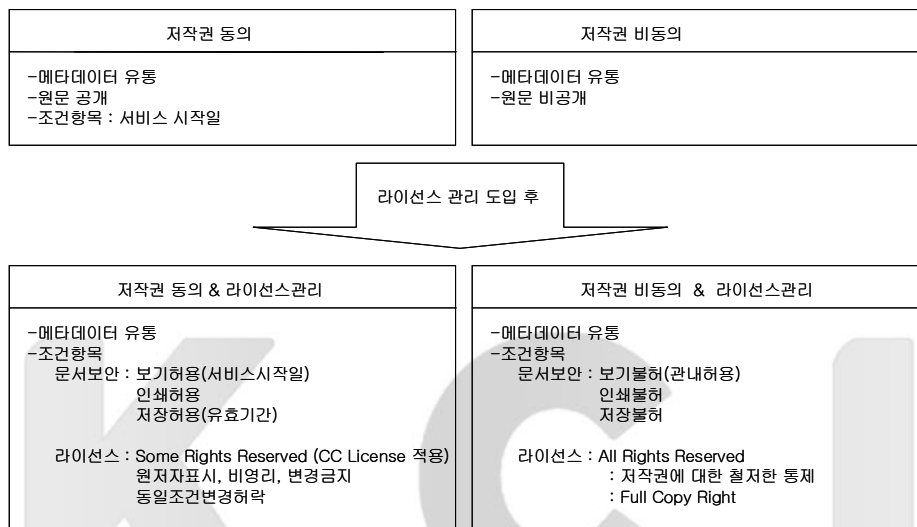 저작권 동의
-메타데이터 유통
-원문 공개
-조건항목 : 서비스 시작일
저작권 비동의
-메타데이터 유통
-원문 비공개
라이선스 관리 도입 후
저작권 동의 & 라이선스관리
-메타데이터 유통
-조건항목
문서보안 : 보기허용(서비스시작일)
인쇄허용
저장허용(유효기간)
라이선스 : Some Rights Reserved (CC License 적용)
원저자표시, 비영리, 변경금지
동일조건변경허락
저작권 비동의 & 라이선스관리
-메타데이터 유통
-조건항목
문서보안 : 보기불허(관내허용)
인쇄불허
저장불허
라이선스 : All Rights Reserved
: 저작권에 대한 철저한 통제
: Full Copy Right